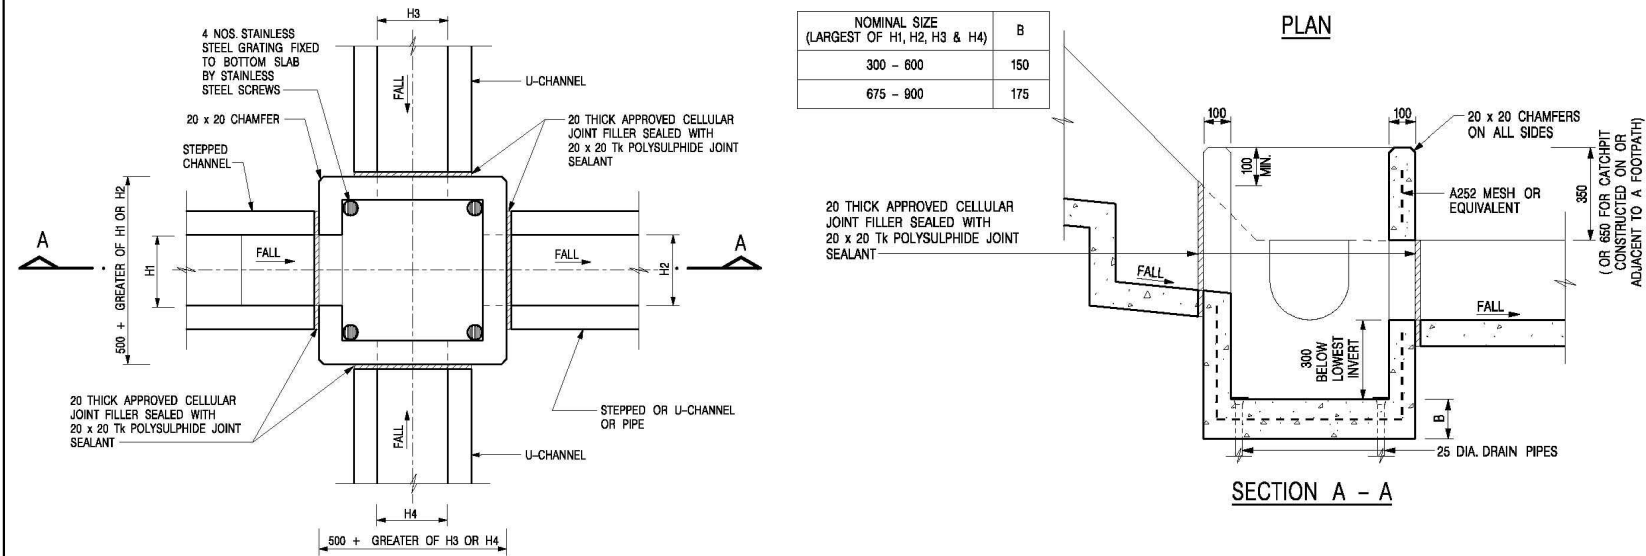 H3
4 NOS. STAINLESS
STEEL GRATING FIXED
TO BOTTOM SLAB
BY STAINLESS
STEEL SCREWS
FALL
U-CHANNEL
20 x 20 CHAMFER
20 THICK APPROVED CELLULAR
JOINT FILLER SEALED WITH
20 x 20 Tk POLYSULPHIDE JOINT
SEALANT
STEPPED
CHANNEL
500 + GREATER OF H1 OR H2
A
H1
FALL
FALL
H2
A
20 THICK APPROVED CELLULAR
JOINT FILLER SEALED WITH
20 x 20 Tk POLYSULPHIDE JOINT
SEALANT
STEPPED OR U-CHANNEL
OR PIPE
FALL
U-CHANNEL
H4
500 + GREATER OF H3 OR H4
NOMINAL SIZE
(LARGEST OF H1, H2, H3 & H4)
B
300 - 600
150
675 - 900
175
PLAN
100
100
20 x 20 CHAMFERS
ON ALL SIDES
100
MIN.
350
(OR 650 FOR CATCHPIT
CONSTRUCTED ON OR
ADJACENT TO A FOOTPATH)
A252 MESH OR
EQUIVALENT
20 THICK APPROVED CELLULAR
JOINT FILLER SEALED WITH
20 x 20 Tk POLYSULPHIDE JOINT
SEALANT
FALL
FALL
300
BELOW
LOWEST
INVERT
B
25 DIA. DRAIN PIPES
SECTION A - A